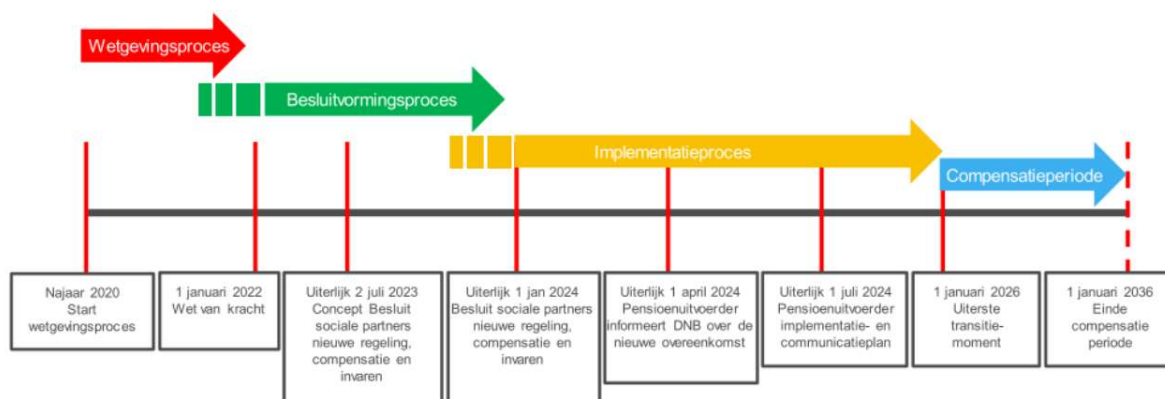 Wetgevingsproces
Besluitvormingsproces
Implementatieproces
Compensatieperiode
Najaar 2020
Start
wetgevingsproces
1 januari 2022
Wet van kracht
Uiterlijk 2 juli 2023
Concept Besluit
sociale partners
nieuwe regeling,
compensatie en
invaren
Uiterlijk 1 jan 2024
Besluit sociale partners
nieuwe regeling,
compensatie en
invaren
Uiterlijk 1 april 2024
Pensioenuitvoerder
informeert DNB over de
nieuwe overeenkomst
Uiterlijk 1 juli 2024
Pensioenuitvoerder
implementatie- en
communicatieplan
1 januari 2026
Uiterste
transitie-
moment
1 januari 2036
Einde
compensatie
periode